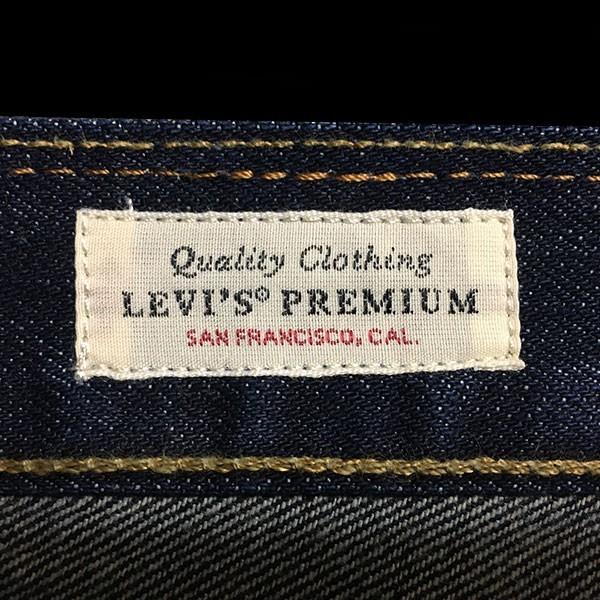 Quality Clothing
LEVI'S® PREMIUM
SAN FRANCISCO, CAL.